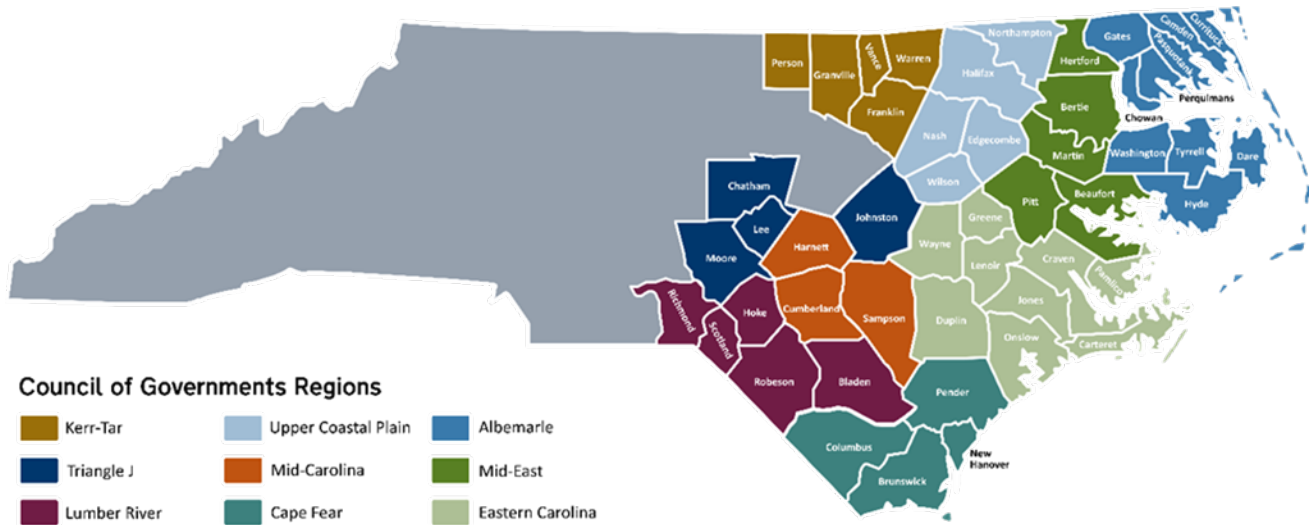 Northampton
Gates
Camden
Currituck
Pasquotank
Person
Granville
Vance
Warren
Halifax
Hertford
Perquimans
Franklin
Bertie
Chowan
Nash
Edgecombe
Martin
Washington
Tyrrell
Dare
Chatham
Wilson
Beaufort
Hyde
Lee
Johnston
Pitt
Greene
Moore
Harnett
Wayne
Lenoir
Craven
Pamlico
Richmond
Hoke
Cumberland
Sampson
Duplin
Jones
Scotland
Onslow
Carteret
Robeson
Bladen
Pender
Columbus
Brunswick
New
Hanover
Council of Governments Regions
Kerr-Tar
Upper Coastal Plain
Albemarle
Triangle J
Mid-Carolina
Mid-East
Lumber River
Cape Fear
Eastern Carolina